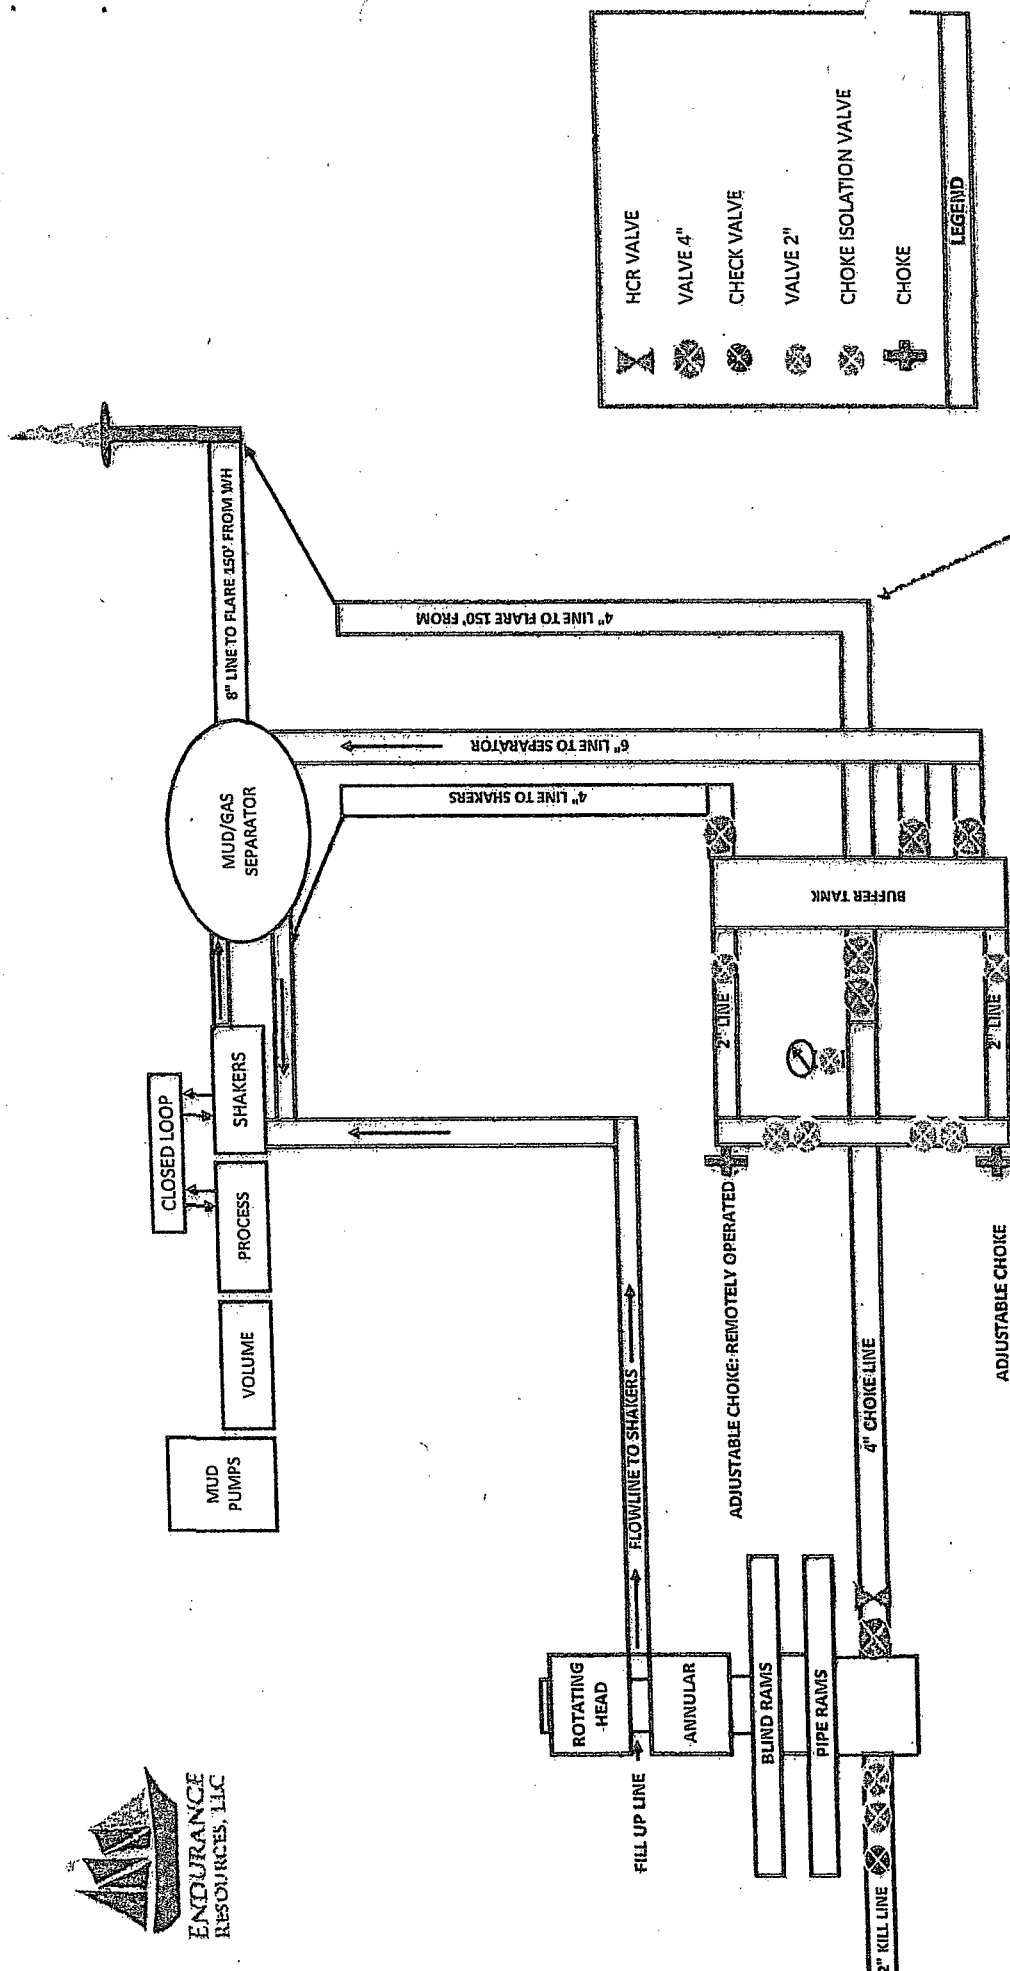 ENDURANCE
RESOURCES, LLC
MUD
PUMPS
VOLUME
PROCESS
SHAKERS
CLOSED LOOP
MUD/GAS
SEPARATOR
8" LINE TO FLARE 150' FROM WH
4" LINE TO FLARE 150' FROM
6" LINE TO SEPARATOR
4" LINE TO SHAKERS
BUFFER TANK
2" LINE
2" LINE
FLOWLINE TO SHAKERS
ADJUSTABLE CHOKE: REMOTELY OPERATED
ADJUSTABLE CHOKE
4" CHOKE LINE
ROTATING
HEAD
FILL UP LINE
ANNULAR
BLIND RAMS
PIPE RAMS
2" KILL LINE
HCR VALVE
VALVE 4"
CHECK VALVE
VALVE 2"
CHOKE ISOLATION VALVE
CHOKE
LEGEND